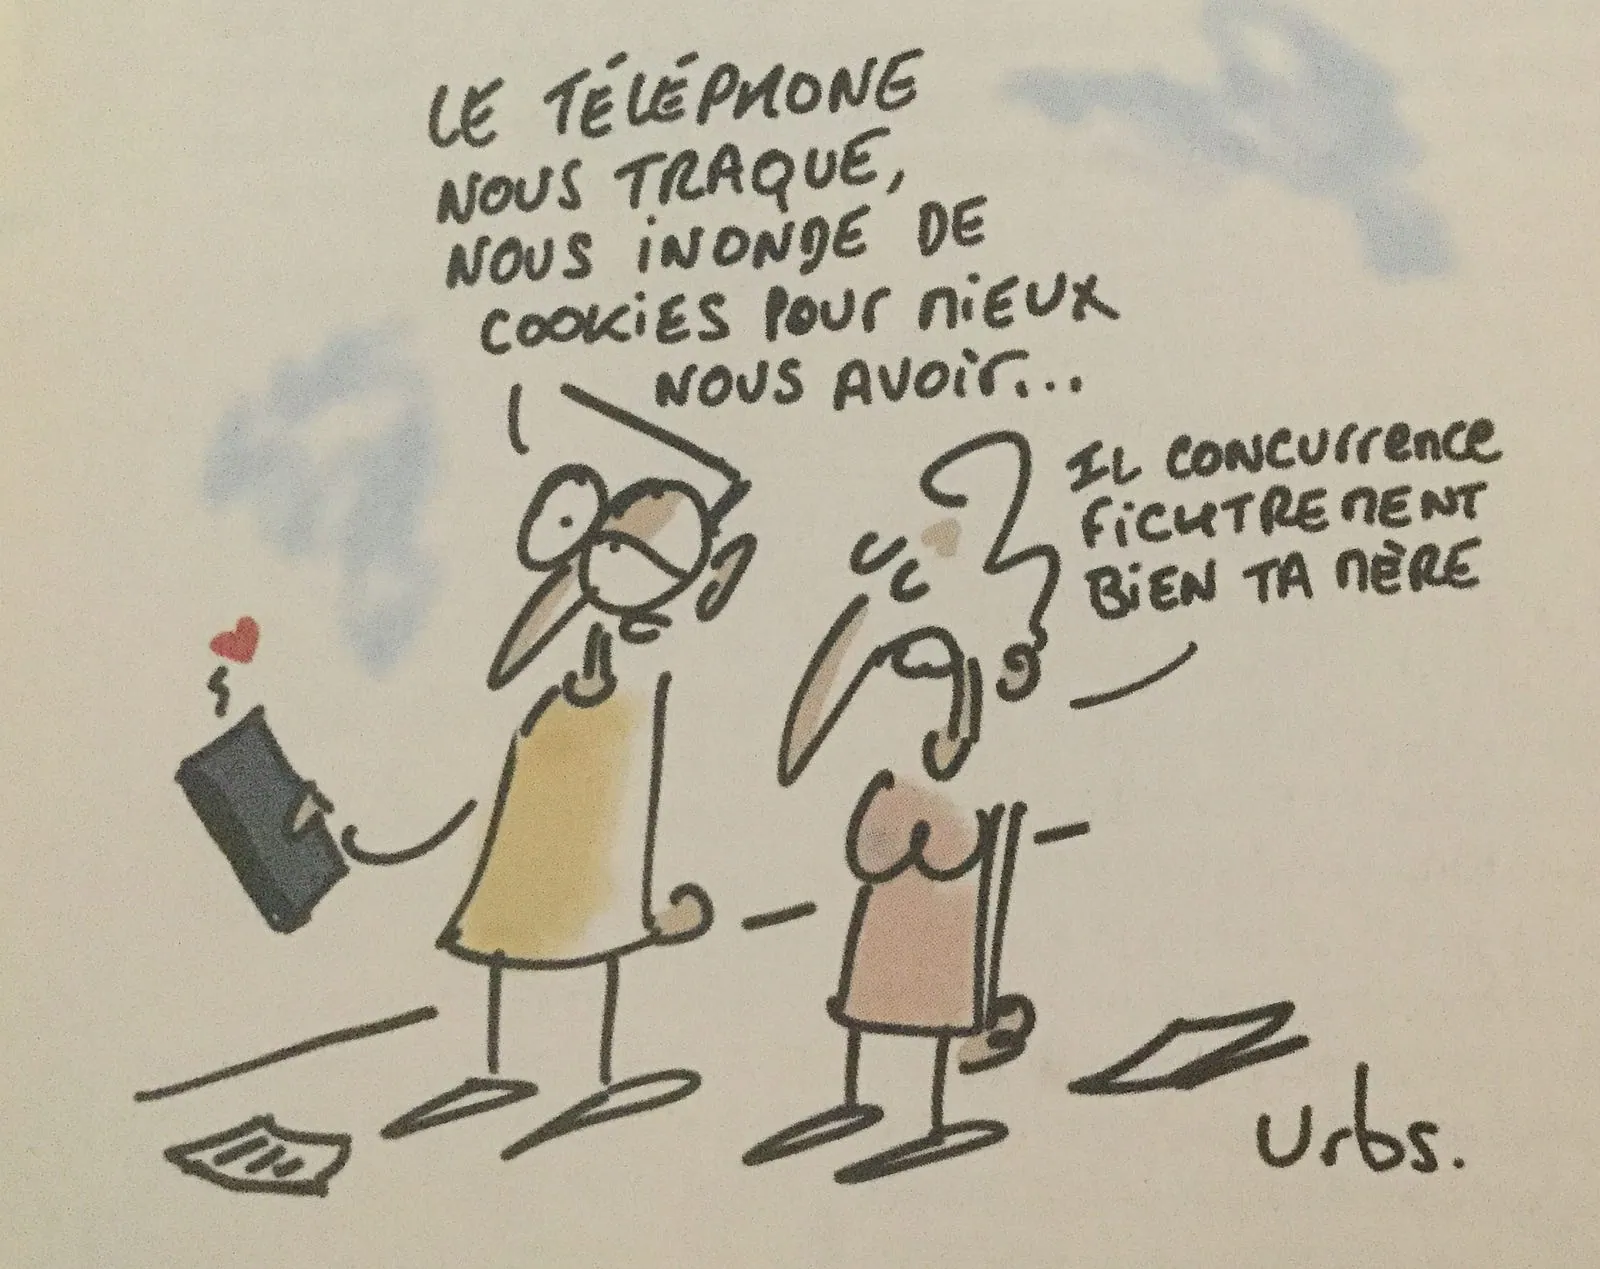 LE TÉLÉPHONE
NOUS TRAQUE,
NOUS INONDE DE
COOKIES POUR MIEUX
NOUS AVOIR...
IL CONCURRENCE
FICHTREMENT
BIEN TA MÈRE
Urbs.